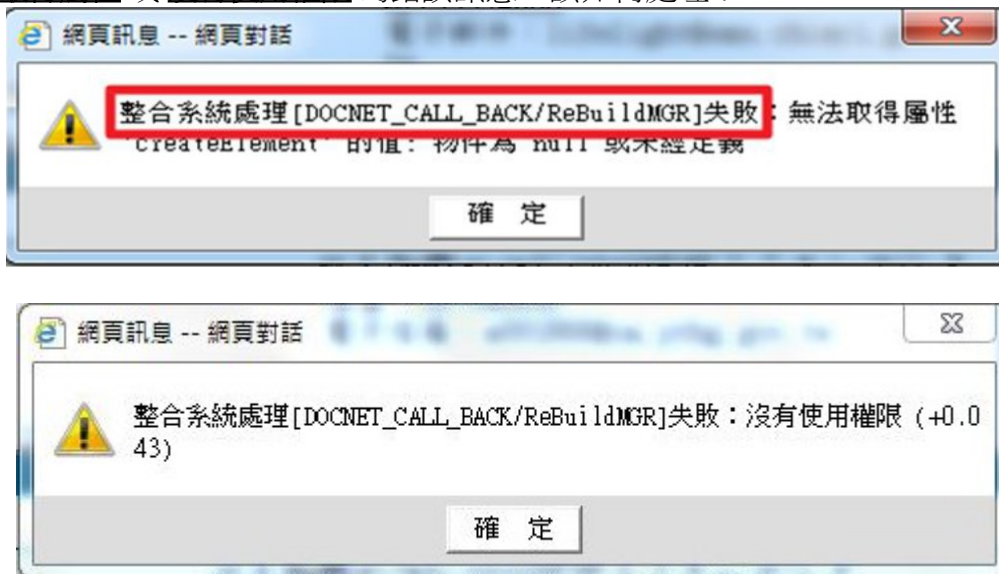 網頁訊息 -- 網頁對話
整合系統處理[DOCNET_CALL_BACK/ReBuildMGR]失敗：無法取得屬性
'createElement' 的值: 物件為 null 或未經定義
確 定
網頁訊息 -- 網頁對話
整合系統處理[DOCNET_CALL_BACK/ReBuildMGR]失敗：沒有使用權限 (+0.0
43)
確 定